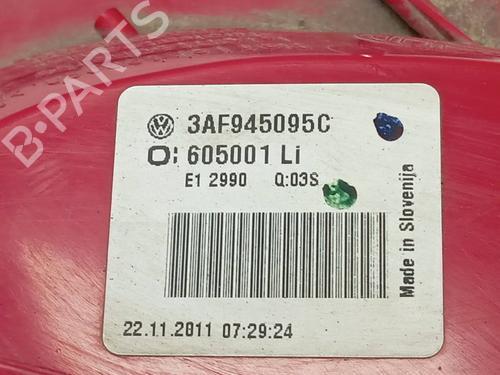 3AF945095C
605001 Li
E1 2990 Q:03S
Made in Slovenija
22.11.2011 07:29:24
B-PARTS